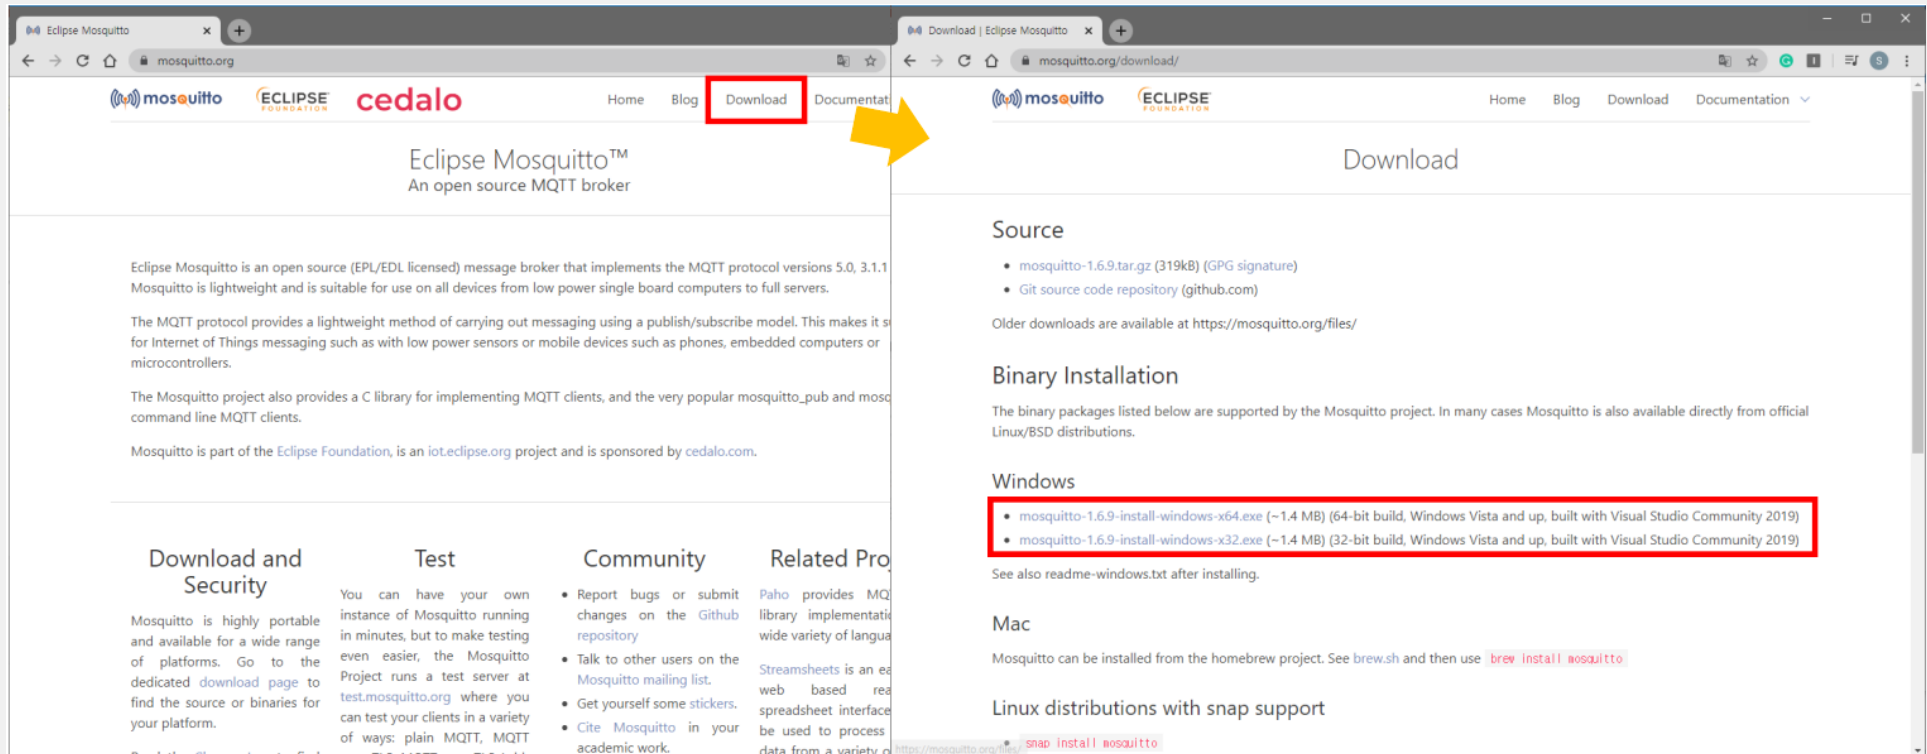 Eclipse Mosquitto
mosquitto.org
mosquitto
ECLIPSE
FOUNDATION
cedalo
Home Blog Download
Eclipse Mosquitto™
An open source MQTT broker
Eclipse Mosquitto is an open source (EPL/EDL licensed) message broker that implements the MQTT protocol versions 5.0, 3.1.1
Mosquitto is lightweight and is suitable for use on all devices from low power single board computers to full servers.
The MQTT protocol provides a lightweight method of carrying out messaging using a publish/subscribe model. This makes it
for Internet of Things messaging such as with low power sensors or mobile devices such as phones, embedded computers or
microcontrollers.
The Mosquitto project also provides a C library for implementing MQTT clients, and the very popular mosquitto_pub and
command line MQTT clients.
Mosquitto is part of the Eclipse Foundation, is an iot.eclipse.org project and is sponsored by cedalo.com.
Download and
Security
Mosquitto is highly portable
and available for a wide range
of platforms. Go to the
dedicated download page to
find the source or binaries for
your platform.
Test
You can have your own
instance of Mosquitto running
in minutes, but to make testing
even easier, the Mosquitto
Project runs a test server at
test.mosquitto.org where you
can test your clients in a variety
of ways: plain MQTT, MQTT
Community
• Report bugs or submit
changes on the Github
repository
• Talk to other users on the
Mosquitto mailing list.
• Get yourself some stickers.
• Cite Mosquitto in your
academic work.
Related
Paho provides
library
wide variety of
Streamsheets is an
web based
spreadsheet interface
be used to process
data from a variety
Download | Eclipse Mosquitto
mosquitto.org/download/
S
mosquitto
ECLIPSE
FOUNDATION
Home Blog Download Documentation
Download
Source
• mosquitto-1.6.9.tar.gz (319kB) (GPG signature)
• Git source code repository (github.com)
Older downloads are available at https://mosquitto.org/files/
Binary Installation
The binary packages listed below are supported by the Mosquitto project. In many cases Mosquitto is also available directly from official
Linux/BSD distributions.
Windows
• mosquitto-1.6.9-install-windows-x64.exe (~1.4 MB) (64-bit build, Windows Vista and up, built with Visual Studio Community 2019)
• mosquitto-1.6.9-install-windows-x32.exe (~1.4 MB) (32-bit build, Windows Vista and up, built with Visual Studio Community 2019)
See also readme-windows.txt after installing.
Mac
Mosquitto can be installed from the homebrew project. See brew.sh and then use brew install mosquitto
Linux distributions with snap support
• snap install mosquitto
https://mosquitto.org/files/